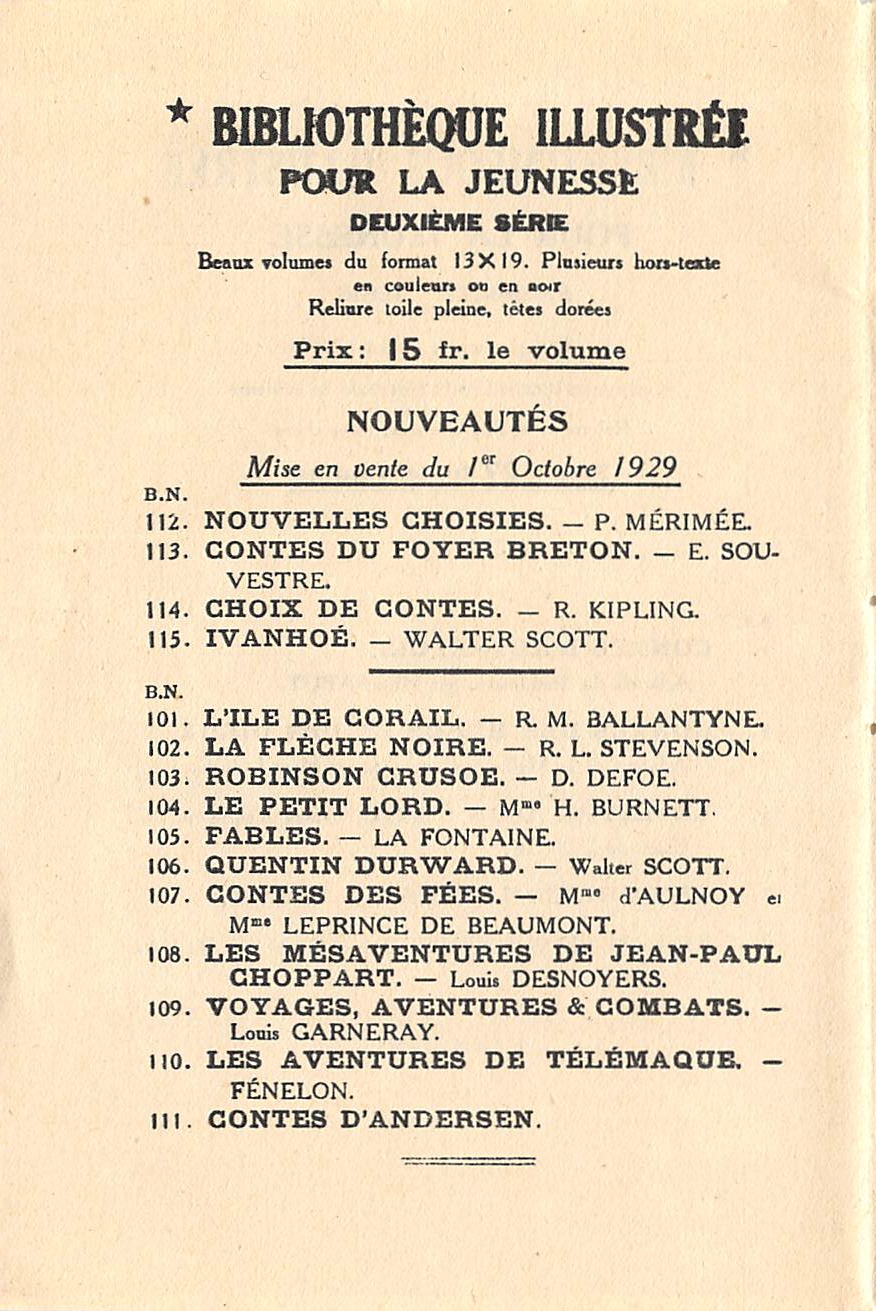 ★ BIBLIOTHÈQUE ILLUSTRÉE
POUR LA JEUNESSE
DEUXIÈME SÉRIE
Beaux volumes du format 13×19. Plusieurs hors-texte
en couleurs ou en noir
Reliure toile pleine, têtes dorées
Prix: 15 fr. le volume
NOUVEAUTÉS
Mise en vente du 1er Octobre 1929
B.N.
112. NOUVELLES CHOISIES. — P. MÉRIMÉE.
113. CONTES DU FOYER BRETON. — E. SOU-
VESTRE.
114. CHOIX DE CONTES. — R. KIPLING.
115. IVANHOÉ. — WALTER SCOTT.
B.N.
101. L'ILE DE CORAIL. — R. M. BALLANTYNE.
102. LA FLÈCHE NOIRE. — R. L. STEVENSON.
103. ROBINSON CRUSOE. — D. DEFOE.
104. LE PETIT LORD. — Mme H. BURNETT.
105. FABLES. — LA FONTAINE.
106. QUENTIN DURWARD. — Walter SCOTT.
107. CONTES DES FÉES. — Mme d'AULNOY et
Mme LEPRINCE DE BEAUMONT.
108. LES MÉSAVENTURES DE JEAN-PAUL
CHOPPART. — Louis DESNOYERS.
109. VOYAGES, AVENTURES & COMBATS. —
Louis GARNERAY.
110. LES AVENTURES DE TÉLÉMAQUE. —
FÉNELON.
111. CONTES D'ANDERSEN.